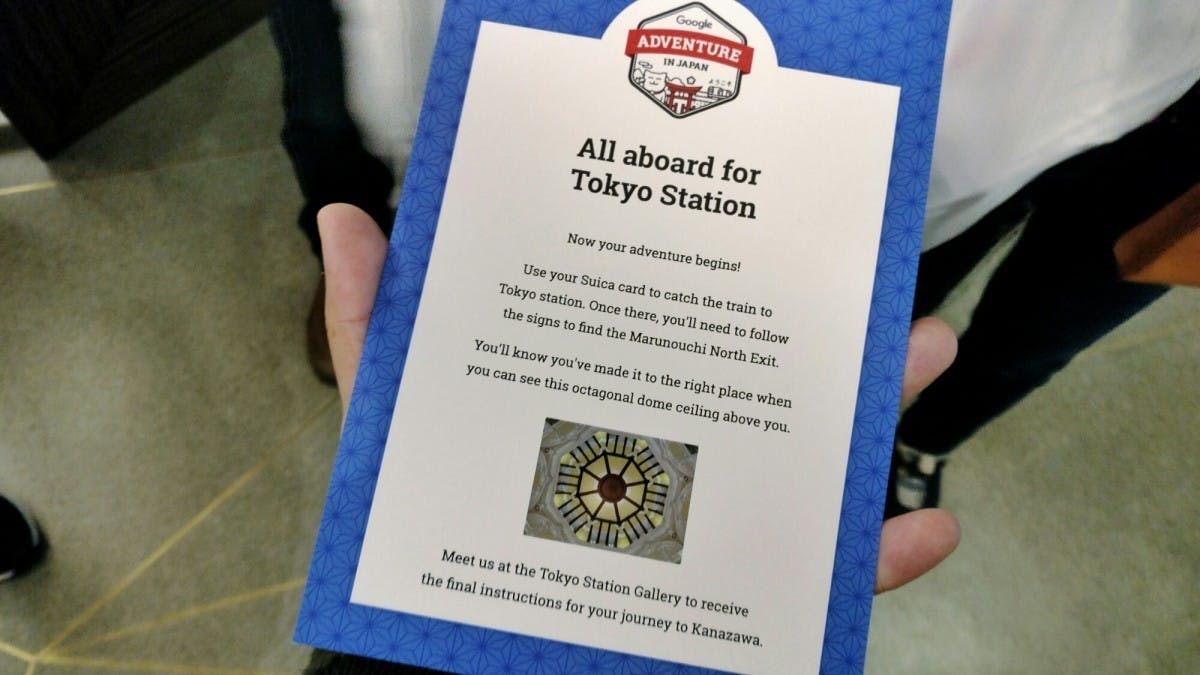 Google
ADVENTURE
IN JAPAN
ようこそ
All aboard for
Tokyo Station
Now your adventure begins!
Use your Suica card to catch the train to
Tokyo station. Once there, you'll need to follow
the signs to find the Marunouchi North Exit.
You'll know you've made it to the right place when
you can see this octagonal dome ceiling above you.
Meet us at the Tokyo Station Gallery to receive
the final instructions for your journey to Kanazawa.